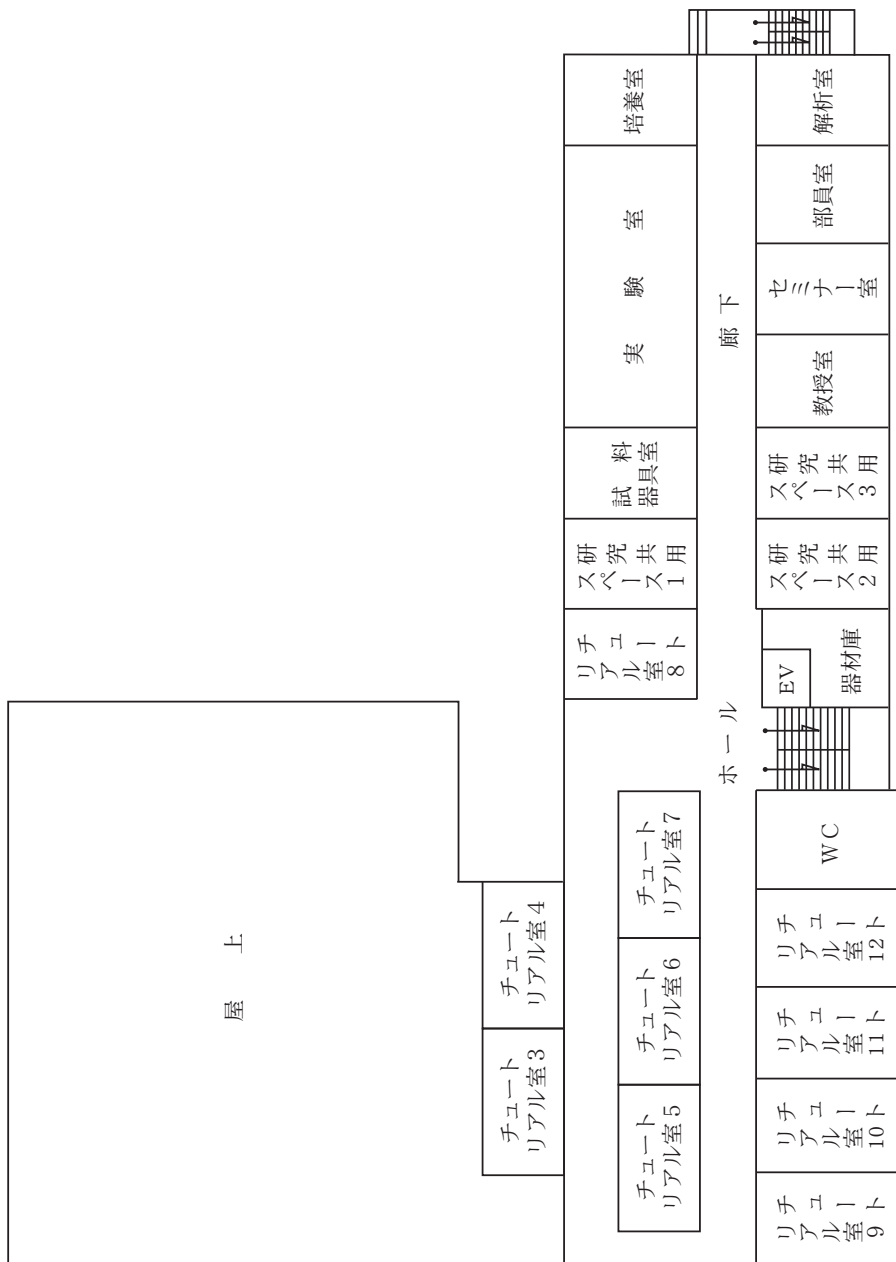 屋上
チュート
リアル室3
チュート
リアル室4
チュート
リアル室5
チュート
リアル室6
チュート
リアル室7
チュート
リアル室8
研究共用
スペース1
試料
器具室
実験室
培養室
ホール
廊下
チュート
リアル室9
チュート
リアル室10
チュート
リアル室11
チュート
リアル室12
WC
EV
器材庫
研究共用
スペース2
研究共用
スペース3
教授室
セミナー室
部員室
解析室